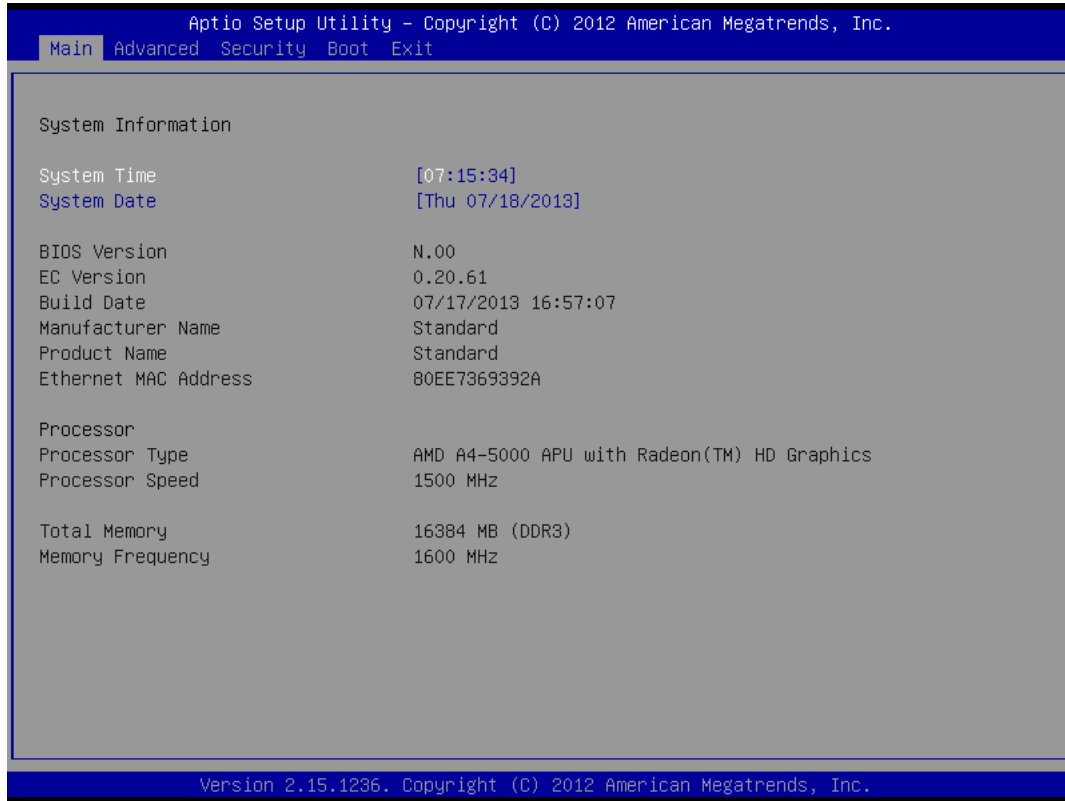 Aptio Setup Utility – Copyright (C) 2012 American Megatrends, Inc.
Main Advanced Security Boot Exit
System Information
System Time [07:15:34]
System Date [Thu 07/18/2013]
BIOS Version N.00
EC Version 0.20.61
Build Date 07/17/2013 16:57:07
Manufacturer Name Standard
Product Name Standard
Ethernet MAC Address 80EE7369392A
Processor
Processor Type AMD A4-5000 APU with Radeon(TM) HD Graphics
Processor Speed 1500 MHz
Total Memory 16384 MB (DDR3)
Memory Frequency 1600 MHz
Version 2.15.1236. Copyright (C) 2012 American Megatrends, Inc.